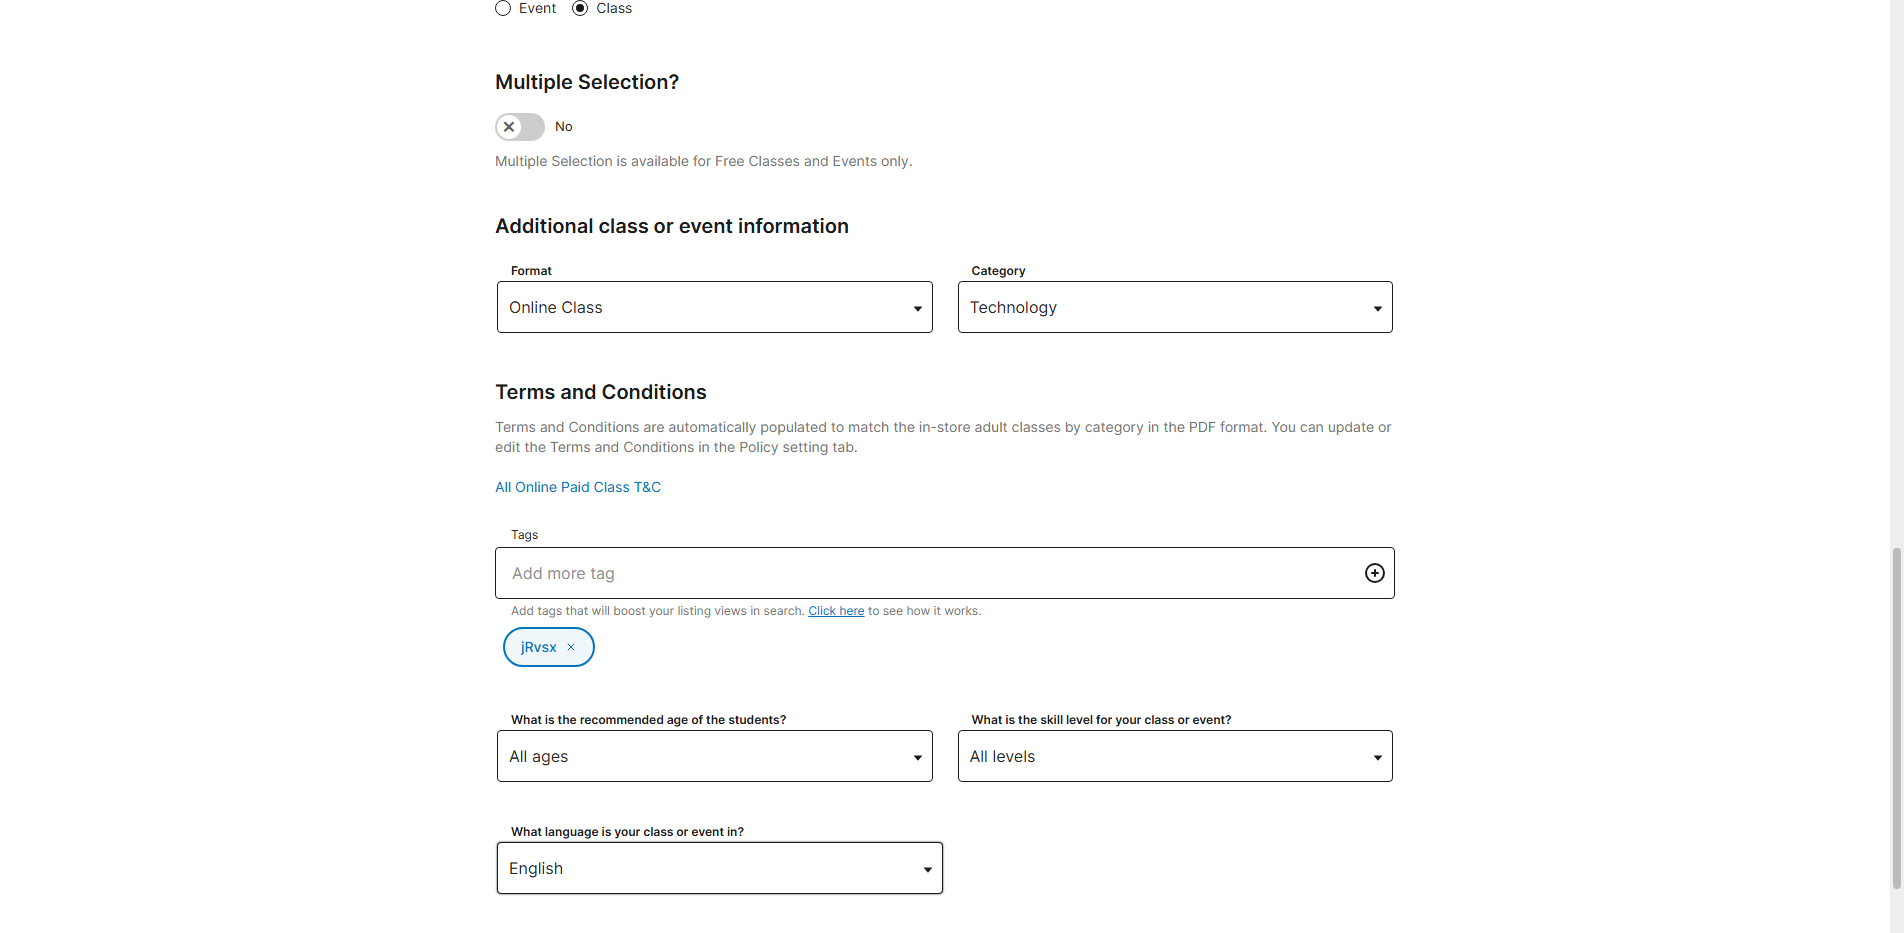 Event Class
Multiple Selection?
No
Multiple Selection is available for Free Classes and Events only.
Additional class or event information
Format Category
Online Class Technology
Terms and Conditions
Terms and Conditions are automatically populated to match the in-store adult classes by category in the PDF format. You can update or
edit the Terms and Conditions in the Policy setting tab.
All Online Paid Class T&C
Tags
Add more tag
Add tags that will boost your listing views in search. Click here to see how it works.
jRvsx
What is the recommended age of the students? What is the skill level for your class or event?
All ages All levels
What language is your class or event in?
English